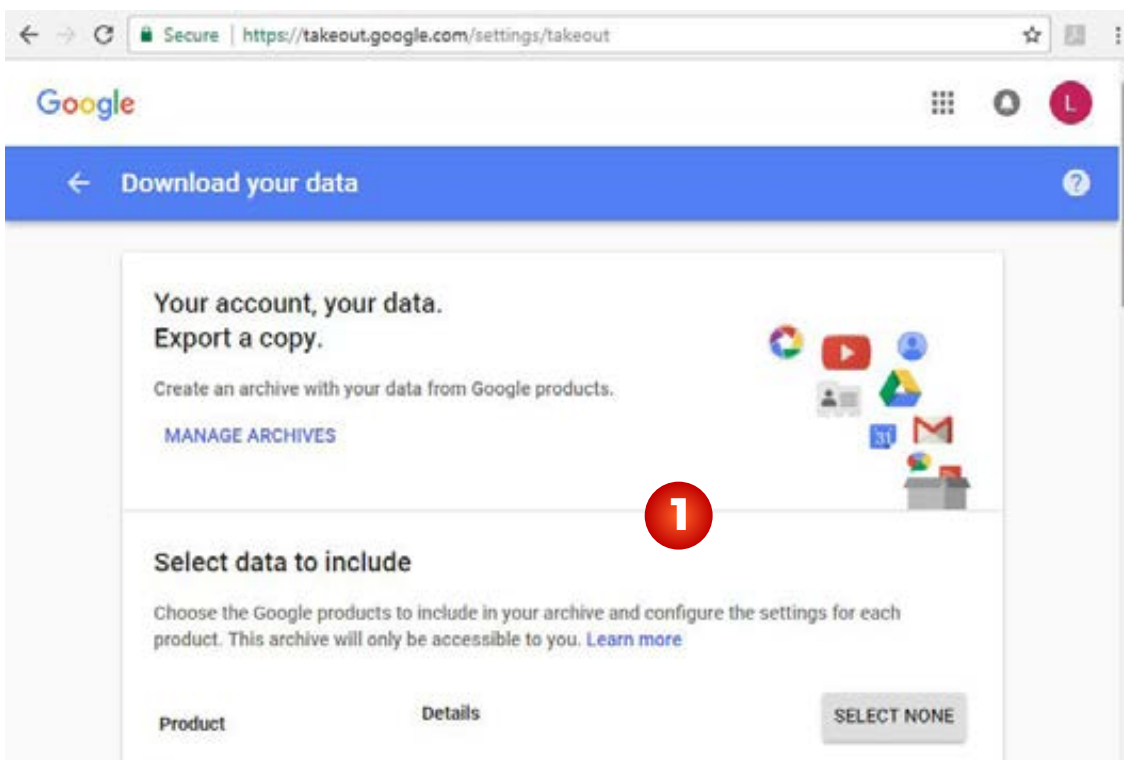 Secure | https://takeout.google.com/settings/takeout
Google
L
Download your data
?
Your account, your data.
Export a copy.
Create an archive with your data from Google products.
MANAGE ARCHIVES
31
1
Select data to include
Choose the Google products to include in your archive and configure the settings for each
product. This archive will only be accessible to you. Learn more
Product Details SELECT NONE